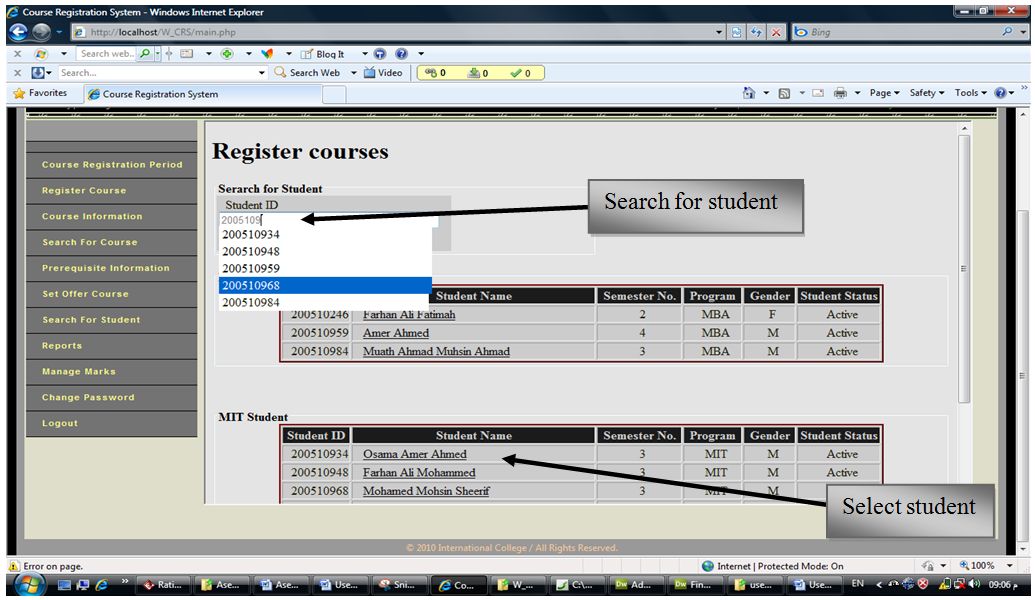 Course Registration System - Windows Internet Explorer
http://localhost/W_CRS/main.php
Bing
Search web...
Blog It
Search...
Search Web
Video
0 0 0
Favorites
Course Registration System
Page Safety Tools
Course Registration Period
Register Course
Course Information
Search For Course
Prerequisite Information
Set Offer Course
Search For Student
Reports
Manage Marks
Change Password
Logout
Register courses
Serarch for Student
Student ID
2005109
200510934
200510948
200510959
200510968
200510984
Search for student
Student Name Semester No. Program Gender Student Status
200510246 Farhan Ali Fatimah 2 MBA F Active
200510959 Amer Ahmed 4 MBA M Active
200510984 Muath Ahmad Muhsin Ahmad 3 MBA M Active
MIT Student
Student ID Student Name Semester No. Program Gender Student Status
200510934 Osama Amer Ahmed 3 MIT M Active
200510948 Farhan Ali Mohammed 3 MIT M Active
200510968 Mohamed Mohsin Sheerif 3 MIT M
Select student
© 2010 International College / All Rights Reserved.
Error on page.
Internet | Protected Mode: On
100%
Rati... Ase... Ase... Use... Sni... Co... W_... C:\... Ad... Fin... use... Use... EN 09:06 م